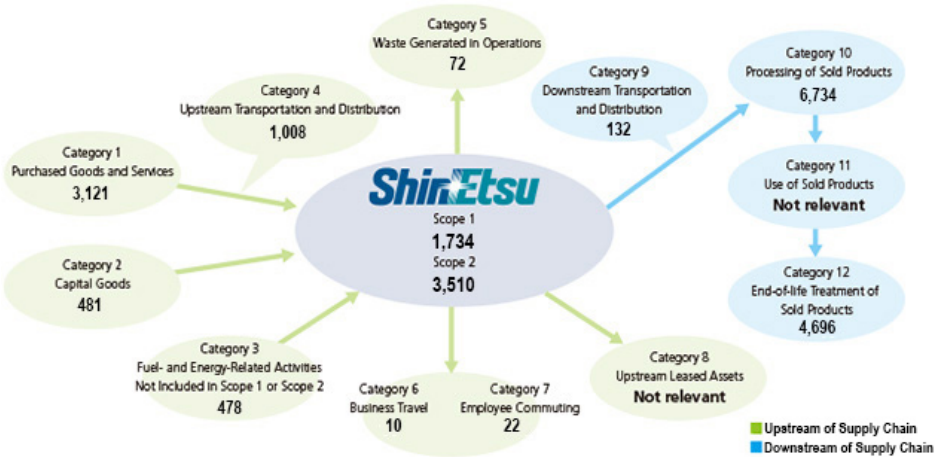 Category 5
Waste Generated in Operations
72
Category 4
Upstream Transportation and Distribution
1,008
Category 9
Downstream Transportation
and Distribution
132
Category 10
Processing of Sold Products
6,734
Category 1
Purchased Goods and Services
3,121
ShinEtsu
Scope 1
1,734
Scope 2
3,510
Category 11
Use of Sold Products
Not relevant
Category 2
Capital Goods
481
Category 12
End-of-life Treatment of
Sold Products
4,696
Category 3
Fuel- and Energy-Related Activities
Not Included in Scope 1 or Scope 2
478
Category 6
Business Travel
10
Category 7
Employee Commuting
22
Category 8
Upstream Leased Assets
Not relevant
Upstream of Supply Chain
Downstream of Supply Chain